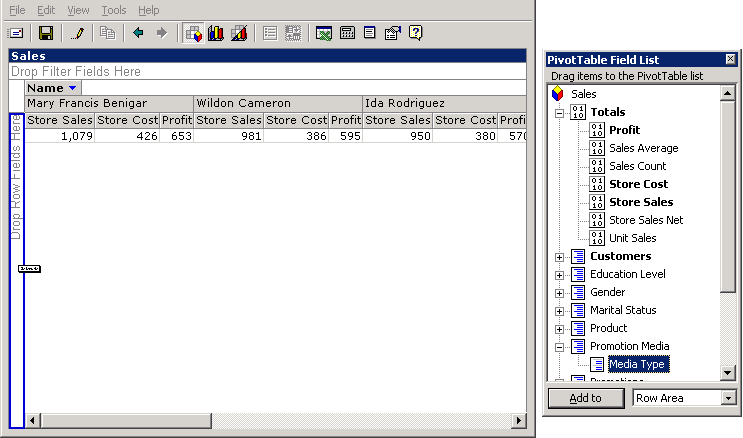 File Edit View Tools Help
Sales
Drop Filter Fields Here
Name
Mary Francis Benigar Wildon Cameron Ida Rodriguez
Store Sales Store Cost Profit Store Sales Store Cost Profit Store Sales Store Cost Profi
1,079 426 653 981 386 595 950 380 570
Drop Row Fields Here
PivotTable Field List
Drag items to the PivotTable list
Sales
Totals
Profit
Sales Average
Sales Count
Store Cost
Store Sales
Store Sales Net
Unit Sales
Customers
Education Level
Gender
Marital Status
Product
Promotion Media
Media Type
Promotions
Add to Row Area